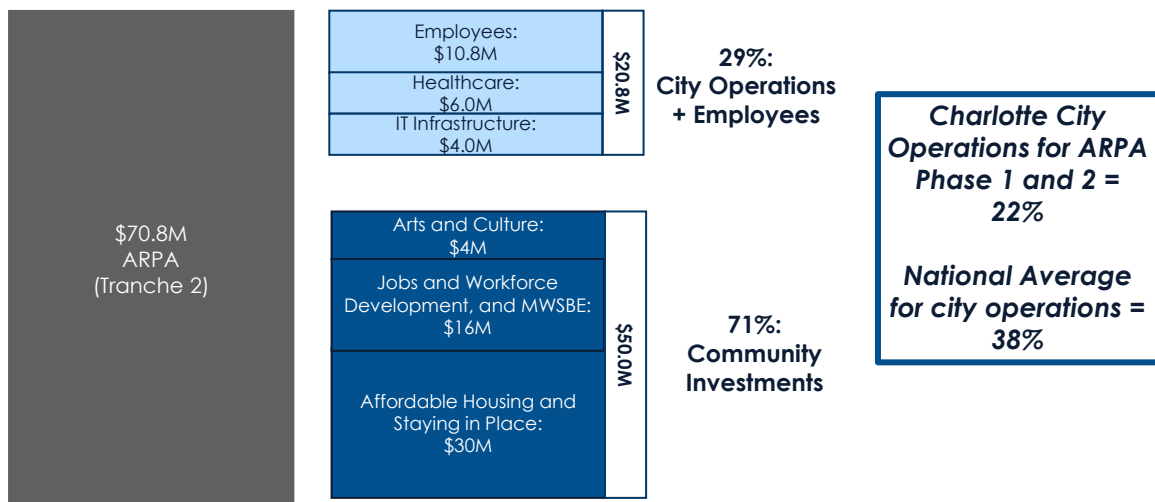 $70.8M
ARPA
(Tranche 2)
Employees:
$10.8M
Healthcare:
$6.0M
IT Infrastructure:
$4.0M
$20.8M
29%:
City Operations
+ Employees
Arts and Culture:
$4M
Jobs and Workforce
Development, and MWSBE:
$16M
Affordable Housing and
Staying in Place:
$30M
$50.0M
71%:
Community
Investments
Charlotte City
Operations for ARPA
Phase 1 and 2 =
22%
National Average
for city operations =
38%